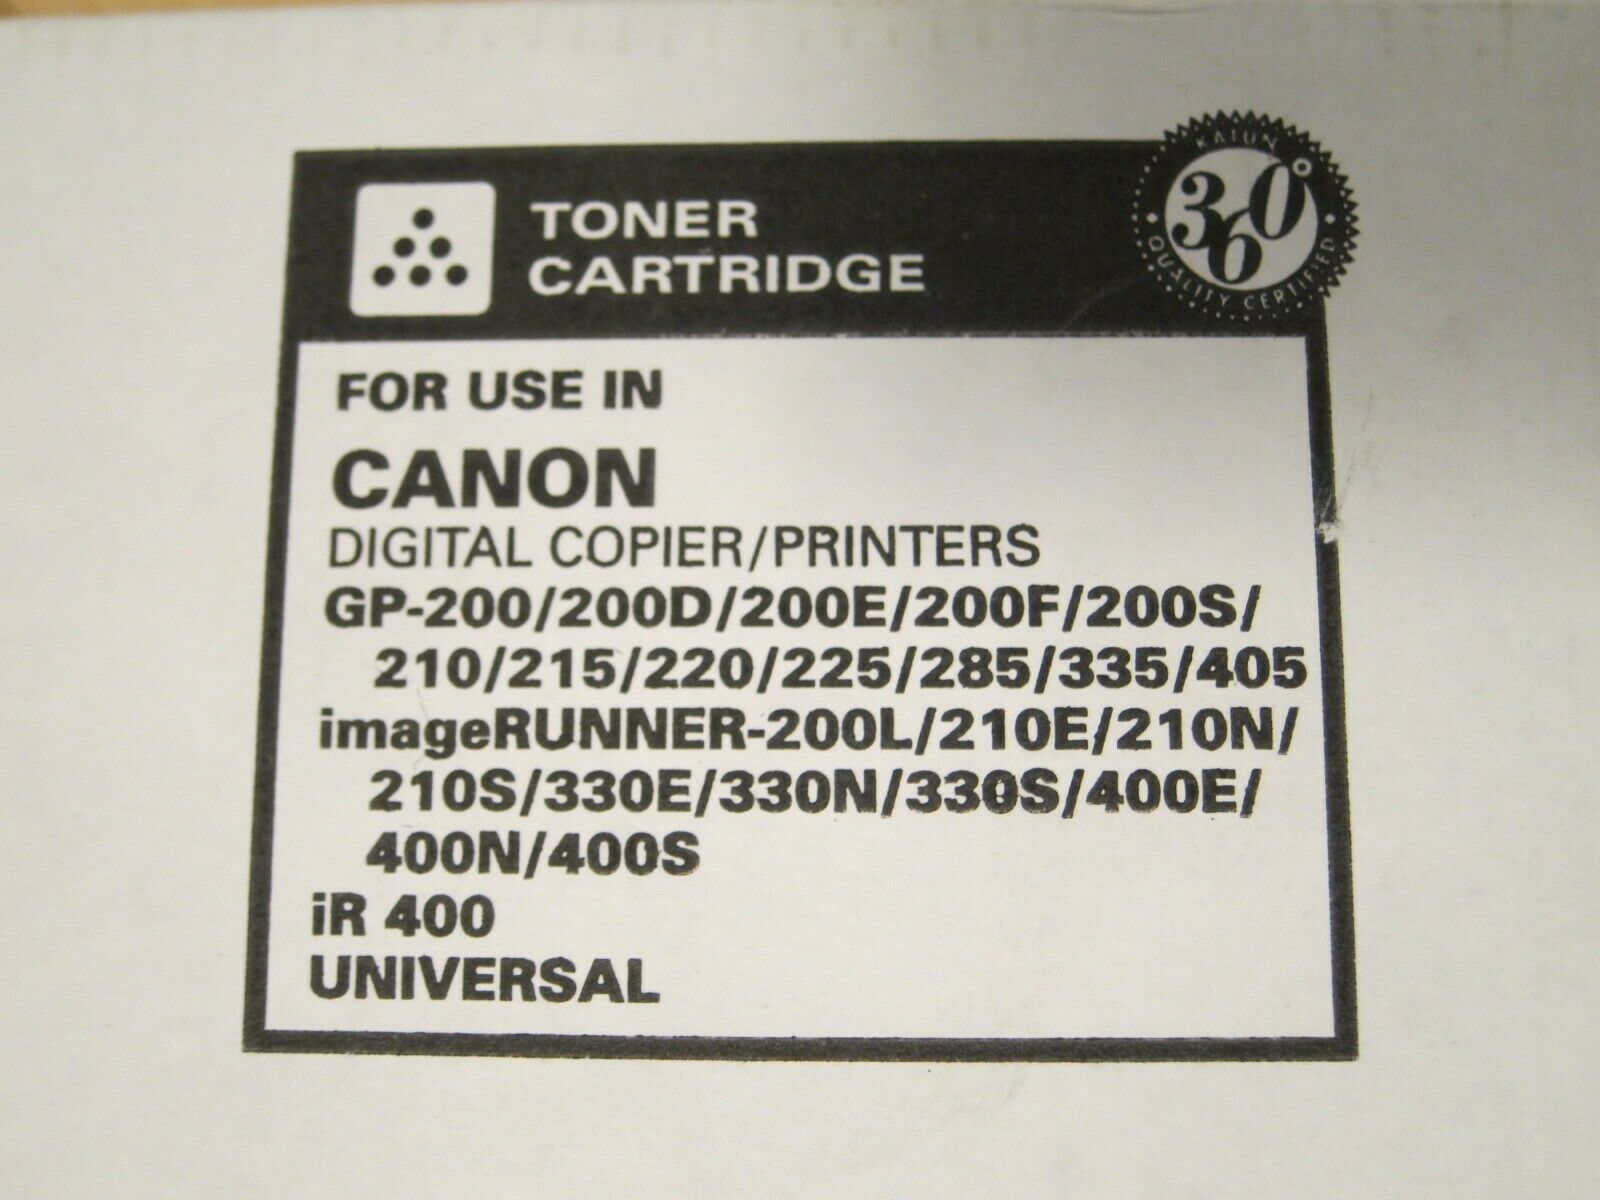 TONER
CARTRIDGE
KATUN
360°
QUALITY CERTIFIED
FOR USE IN
CANON
DIGITAL COPIER/PRINTERS
GP-200/200D/200E/200F/200S/
210/215/220/225/285/335/405
imageRUNNER-200L/210E/210N/
210S/330E/330N/330S/400E/
400N/400S
iR 400
UNIVERSAL